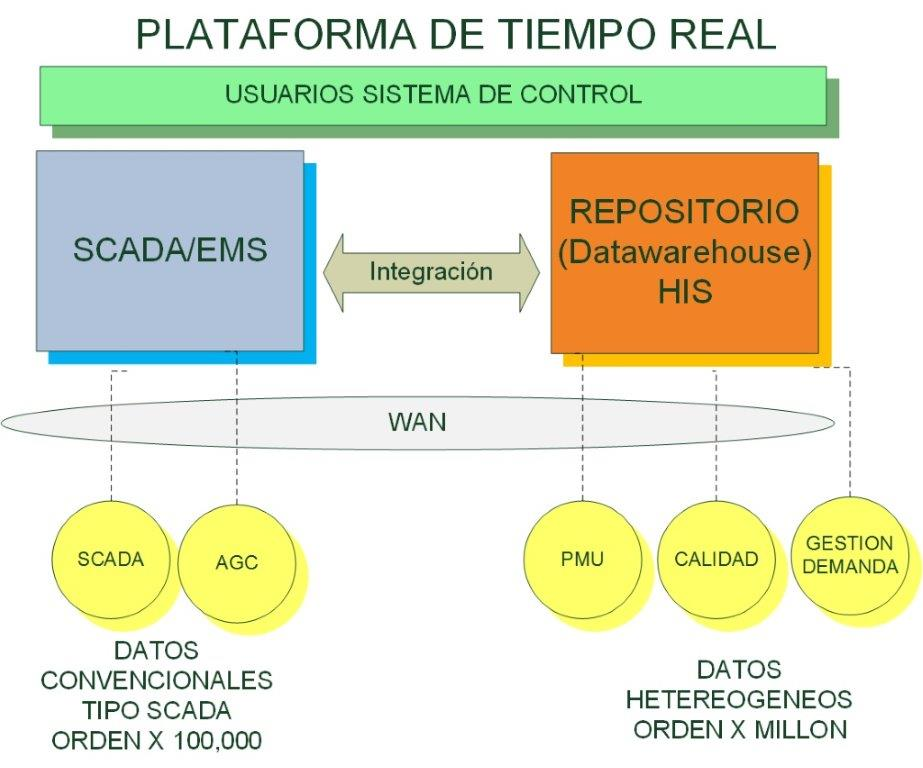 PLATAFORMA DE TIEMPO REAL
USUARIOS SISTEMA DE CONTROL
SCADA/EMS
Integración
REPOSITORIO
(Datawarehouse)
HIS
WAN
SCADA
AGC
PMU
CALIDAD
GESTION
DEMANDA
DATOS
CONVENCIONALES
TIPO SCADA
ORDEN X 100,000
DATOS
HETEREOGENEOS
ORDEN X MILLON